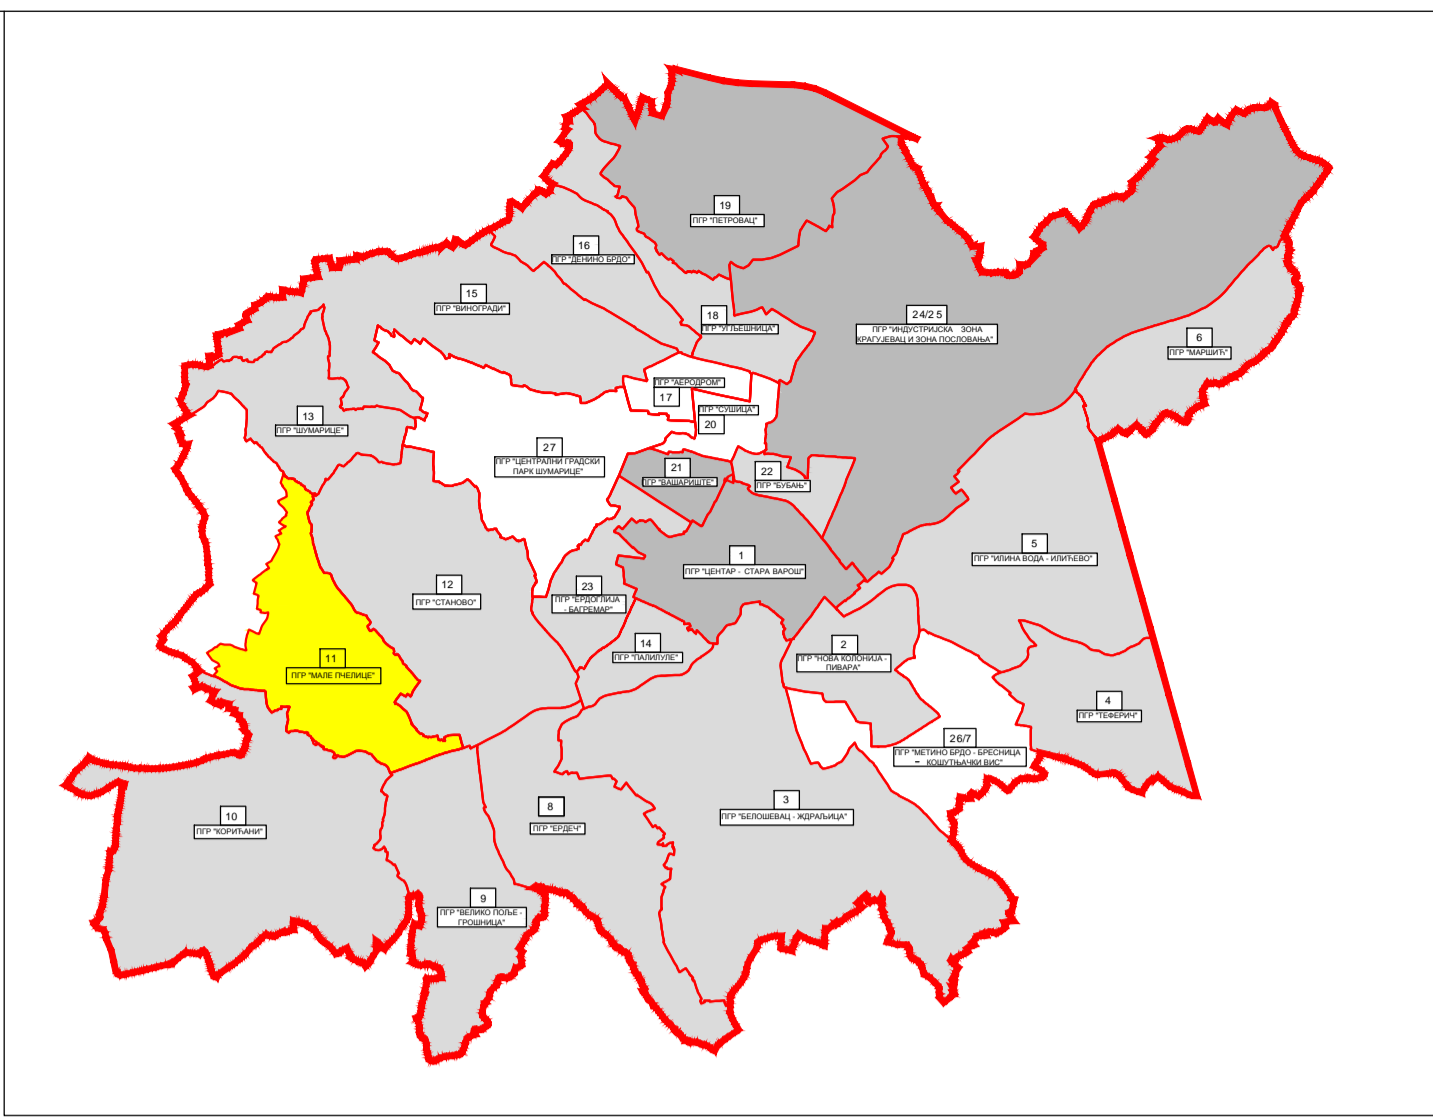 19
ПГР "ПЕТРОВАЦ"
16
ПГР "ДЕНИНО БРДО"
15
ПГР "ВИНОГРАДИ"
18
ПГР "УГЉЕШНИЦА"
24/25
ПГР "ИНДУСТРИЈСКА ЗОНА
КРАГУЈЕВАЦ И ЗОНА ПОСЛОВАЊА"
6
ПГР "МАРШИЋ"
ПГР "АЕРОДРОМ"
17
ПГР "СУШИЦА"
20
13
ПГР "ШУМАРИЦЕ"
27
ПГР "ЦЕНТРАЛНИ ГРАДСКИ
ПАРК ШУМАРИЦЕ"
21
ПГР "ВАШАРИШТЕ"
22
ПГР "БУБАЊ"
1
ПГР "ЦЕНТАР - СТАРА ВАРОШ"
5
ПГР "ИЛИНА ВОДА - ИЛИЋЕВО"
12
ПГР "СТАНОВО"
23
ПГР "ЕРДОГЛИЈА
- БАГРЕМАР"
14
ПГР "ПАЛИЛУЛЕ"
2
ПГР "НОВА КОЛОНИЈА -
ПИВАРА"
11
ПГР "МАЛЕ ПЧЕЛИЦЕ"
4
ПГР "ТЕФЕРИЧ"
26/7
ПГР "МЕТИНО БРДО - БРЕСНИЦА
– КОШУТЊАЧКИ ВИС"
10
ПГР "КОРИЋАНИ"
8
ПГР "ЕРДЕЧ"
3
ПГР "БЕЛОШЕВАЦ - ЖДРАЉИЦА"
9
ПГР "ВЕЛИКО ПОЉЕ -
ГРОШНИЦА"